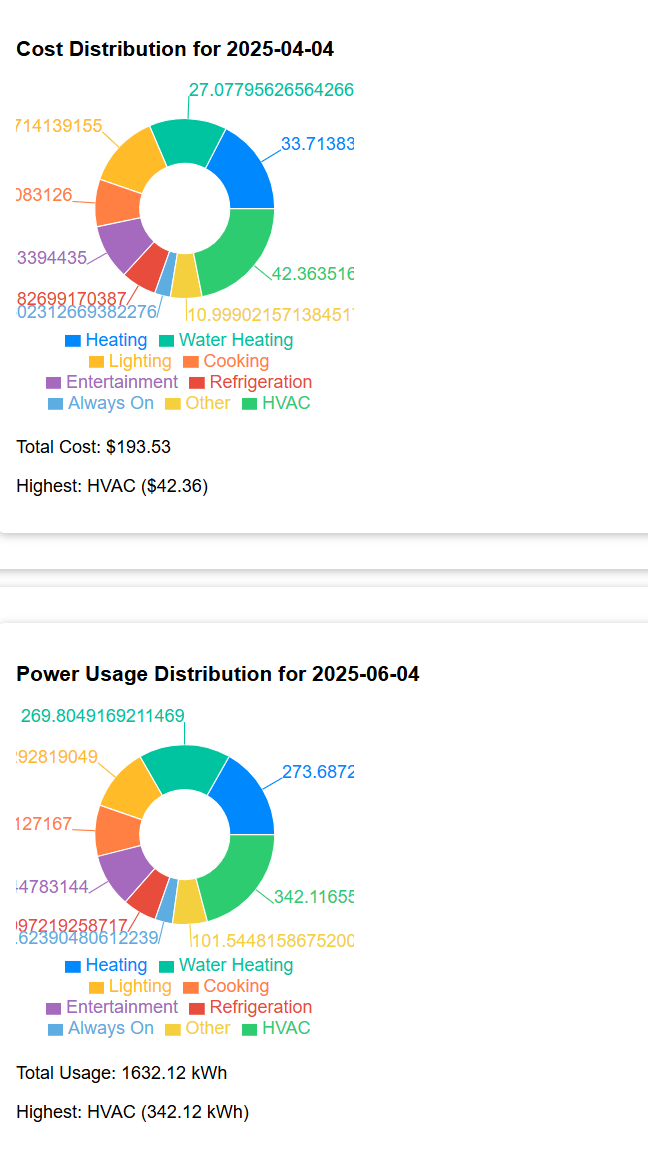 Cost Distribution for 2025-04-04
27.07795626564266
714139155
33.71383
083126
3394435
42.363516
82699170387
02312669382276
10.99902157138451
Heating Water Heating
Lighting Cooking
Entertainment Refrigeration
Always On Other HVAC
Total Cost: $193.53
Highest: HVAC ($42.36)
Power Usage Distribution for 2025-06-04
269.8049169211469
292819049
273.6872
127167
44783144
342.11655
097219258717
.62390480612239
101.5448158675200
Heating Water Heating
Lighting Cooking
Entertainment Refrigeration
Always On Other HVAC
Total Usage: 1632.12 kWh
Highest: HVAC (342.12 kWh)